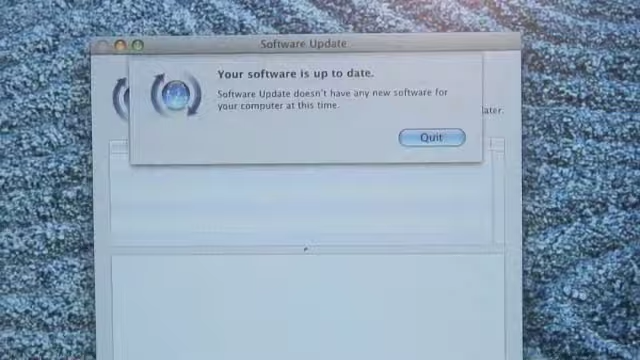 Software Update
Your software is up to date.
Software Update doesn't have any new software for
your computer at this time.
later.
Quit